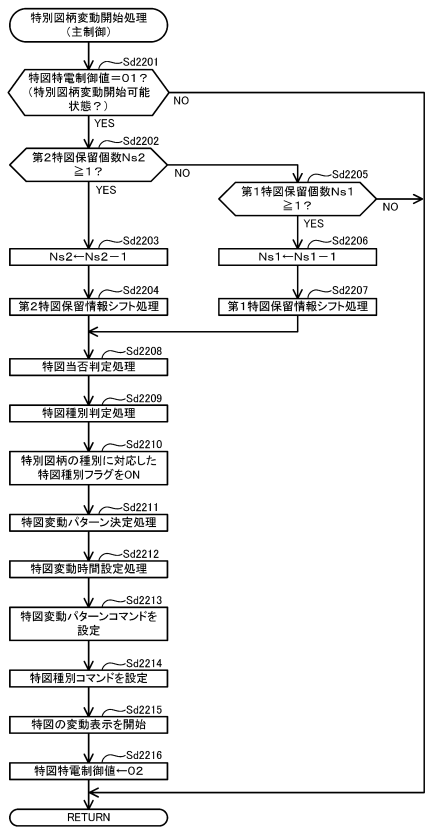 特別図柄変動開始処理
（主制御）
Sd2201
特図特電制御値＝０１？
（特別図柄変動開始可能
状態？）
NO
YES
Sd2202
第２特図保留個数Ｎｓ２
≧１？
NO
YES
Sd2205
第１特図保留個数Ｎｓ１
≧１？
NO
YES
Sd2203
Ｎｓ２←Ｎｓ２－１
Sd2206
Ｎｓ１←Ｎｓ１－１
Sd2204
第２特図保留情報シフト処理
Sd2207
第１特図保留情報シフト処理
Sd2208
特図当否判定処理
Sd2209
特図種別判定処理
Sd2210
特別図柄の種別に対応した
特図種別フラグをON
Sd2211
特図変動パターン決定処理
Sd2212
特図変動時間設定処理
Sd2213
特図変動パターンコマンドを
設定
Sd2214
特図種別コマンドを設定
Sd2215
特図の変動表示を開始
Sd2216
特図特電制御値←０２
RETURN